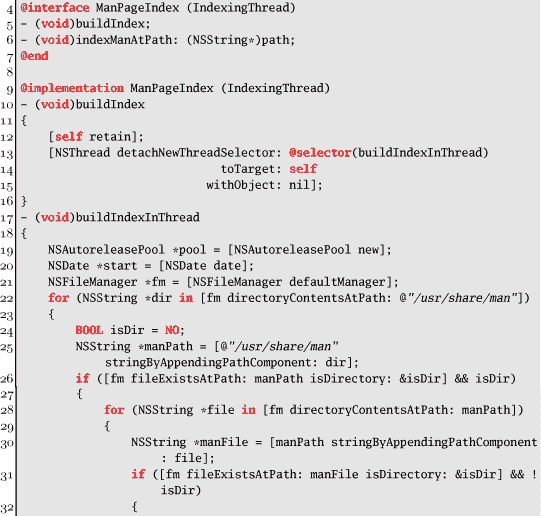 4 @interface ManPageIndex (IndexingThread)
5 - (void)buildIndex;
6 - (void)indexManAtPath: (NSString*)path;
7 @end
8
9 @implementation ManPageIndex (IndexingThread)
10 - (void)buildIndex
11 {
12     [self retain];
13     [NSThread detachNewThreadSelector: @selector(buildIndexInThread)
14                              toTarget: self
15                            withObject: nil];
16 }
17 - (void)buildIndexInThread
18 {
19     NSAutoreleasePool *pool = [NSAutoreleasePool new];
20     NSDate *start = [NSDate date];
21     NSFileManager *fm = [NSFileManager defaultManager];
22     for (NSString *dir in [fm directoryContentsAtPath: @"/usr/share/man"])
23     {
24         BOOL isDir = NO;
25         NSString *manPath = [@"/usr/share/man"
             stringByAppendingPathComponent: dir];
26         if ([fm fileExistsAtPath: manPath isDirectory: &isDir] && isDir)
27         {
28             for (NSString *file in [fm directoryContentsAtPath: manPath])
29             {
30                 NSString *manFile = [manPath stringByAppendingPathComponent
                     : file];
31                 if ([fm fileExistsAtPath: manFile isDirectory: &isDir] && !
                     isDir)
32                 {